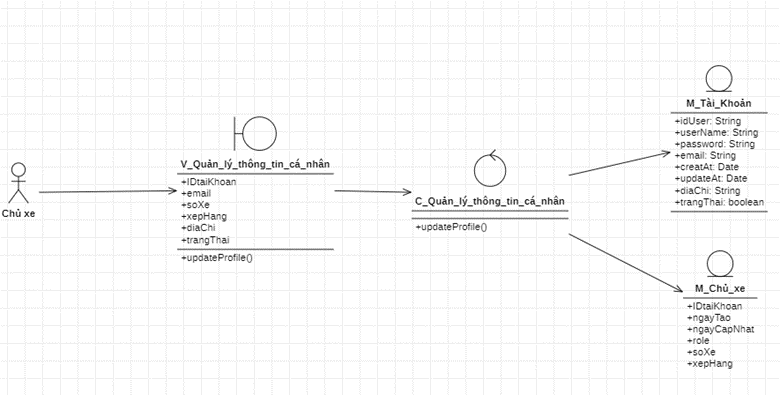 Chủ xe
V_Quản_lý_thông_tin_cá_nhân
+IDtaiKhoan
+email
+soXe
+xepHang
+diaChi
+trangThai
+updateProfile()
C_Quản_lý_thông_tin_cá_nhân
+updateProfile()
M_Tài_Khoản
+idUser: String
+userName: String
+password: String
+email: String
+creatAt: Date
+updateAt: Date
+diaChi: String
+trangThai: boolean
M_Chủ_xe
+IDtaiKhoan
+ngayTao
+ngayCapNhat
+role
+soXe
+xepHang